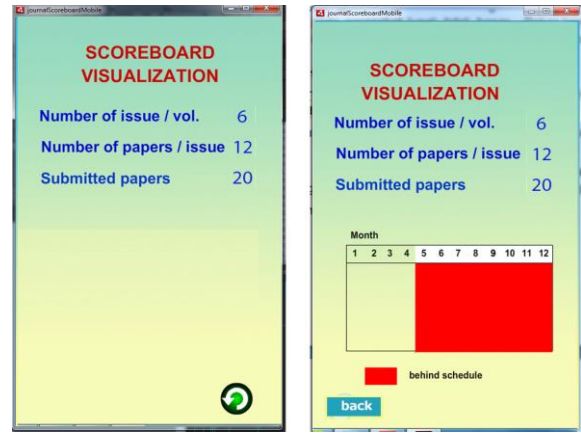 journalScoreboardMobile
SCOREBOARD
VISUALIZATION
Number of issue / vol. 6
Number of papers / issue 12
Submitted papers 20
journalScoreboardMobile
SCOREBOARD
VISUALIZATION
Number of issue / vol. 6
Number of papers / issue 12
Submitted papers 20
Month
1 2 3 4 5 6 7 8 9 10 11 12
behind schedule
back